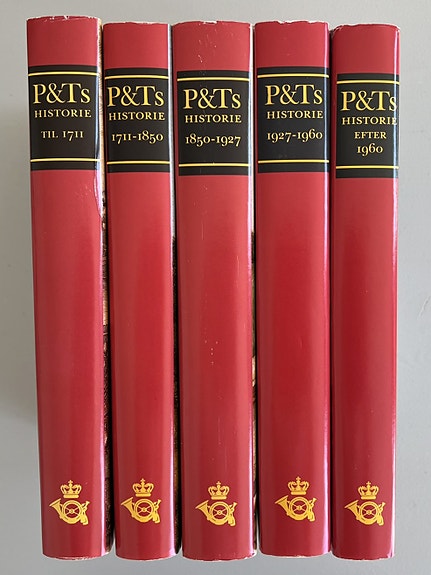 P&Ts
HISTORIE
TIL 1711
P&Ts
HISTORIE
1711-1850
P&Ts
HISTORIE
1850-1927
P&Ts
HISTORIE
1927-1960
P&Ts
HISTORIE
EFTER
1960